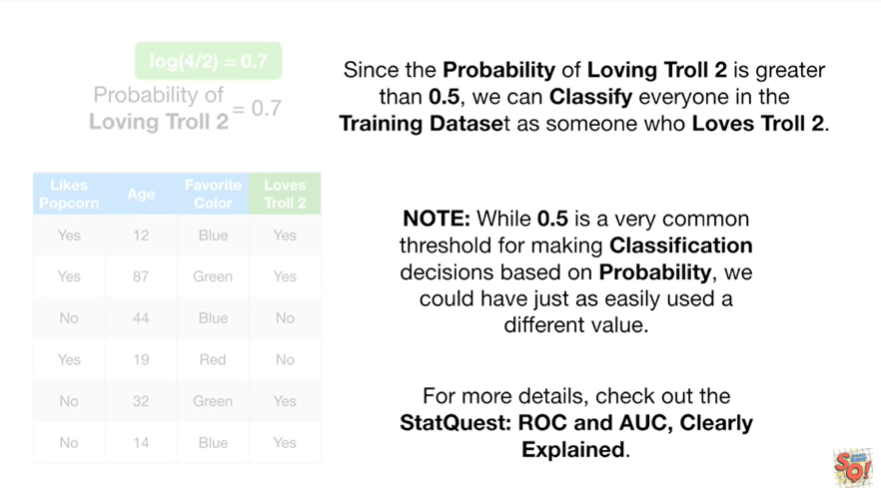 log(4/2) = 0.7
Probability of
Loving Troll 2 = 0.7
Since the Probability of Loving Troll 2 is greater
than 0.5, we can Classify everyone in the
Training Dataset as someone who Loves Troll 2.
Likes Popcorn Age Favorite Color Loves Troll 2
Yes 12 Blue Yes
Yes 87 Green Yes
No 44 Blue No
Yes 19 Red No
No 32 Green Yes
No 14 Blue Yes
NOTE: While 0.5 is a very common
threshold for making Classification
decisions based on Probability, we
could have just as easily used a
different value.
For more details, check out the
StatQuest: ROC and AUC, Clearly
Explained.
SQ!